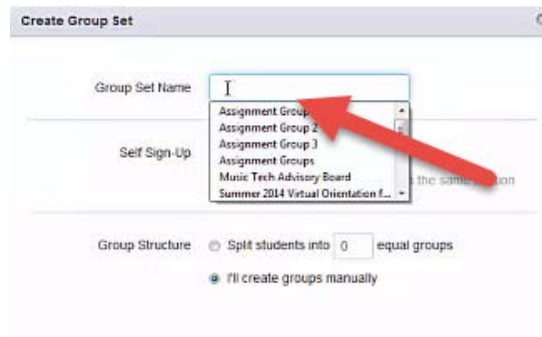 Create Group Set
Group Set Name
Assignment Group
Assignment Group 2
Assignment Group 3
Assignment Groups
Music Tech Advisory Board
Summer 2014 Virtual Orientation f...
Self Sign-Up
the same
Group Structure
Split students into 0 equal groups
I'll create groups manually